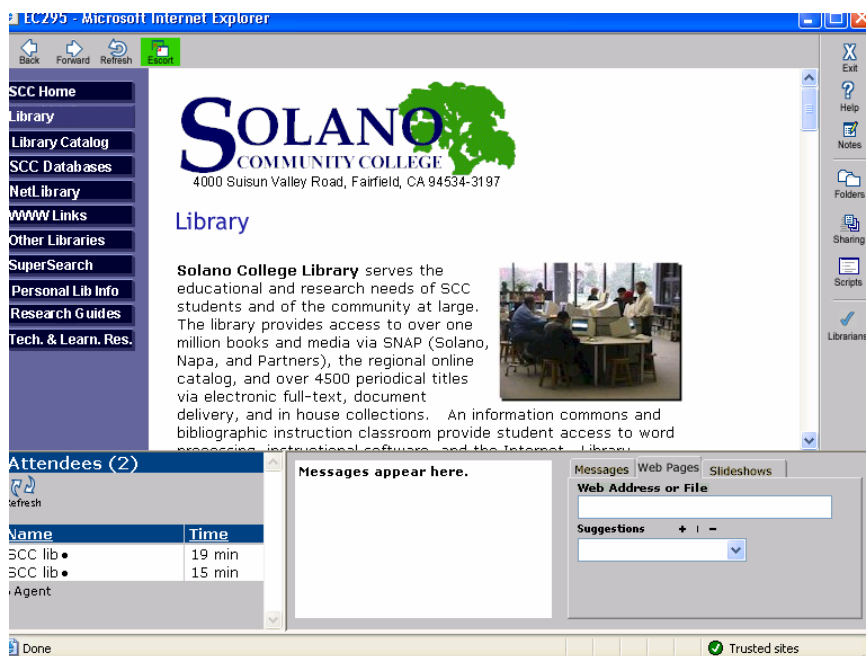 EC295 - Microsoft Internet Explorer
Back Forward Refresh Escort
Exit
Help
Notes
Folders
Sharing
Scripts
Librarians
SCC Home
Library
Library Catalog
SCC Databases
NetLibrary
WWW Links
Other Libraries
SuperSearch
Personal Lib Info
Research Guides
Tech. & Learn. Res.
SOLANO
COMMUNITY COLLEGE
4000 Suisun Valley Road, Fairfield, CA 94534-3197
Library
Solano College Library serves the
educational and research needs of SCC
students and of the community at large.
The library provides access to over one
million books and media via SNAP (Solano,
Napa, and Partners), the regional online
catalog, and over 4500 periodical titles
via electronic full-text, document
delivery, and in house collections. An information commons and
bibliographic instruction classroom provide student access to word
processing, instructional software, and the Internet. Library
Attendees (2)
Refresh
Name Time
SCC lib • 19 min
SCC lib • 15 min
Agent
Messages appear here.
Messages Web Pages Slideshows
Web Address or File
Suggestions + | -
Done
Trusted sites